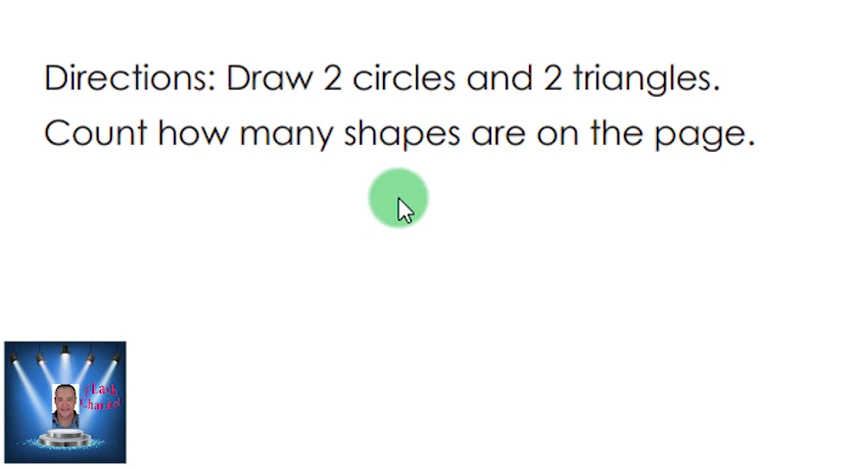 Directions: Draw 2 circles and 2 triangles.
Count how many shapes are on the page.